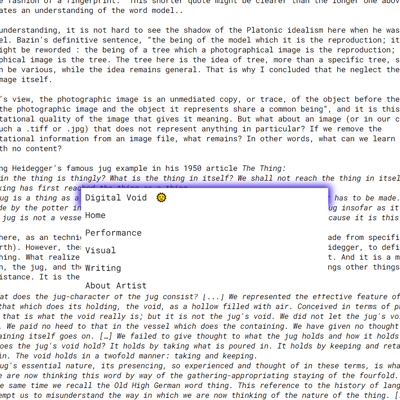 e fashion of a fingerprint." This shorter quote might be clearer than the longer one abov
ates an understanding of the word model..
understanding, it is not hard to see the shadow of the Platonic idealism here when he was
el. Bazin's definitive sentence, "the being of the model which it is the reproduction; it
ight be reworded : the being of a tree which a photographical image is the reproduction;
phical image is the tree. The tree here is the idea of tree, more than a specific tree, s
n be various, while the idea remains general. That is why I concluded that he neglect the
mage itself.
's view, the photographic image is an unmediated copy, or trace, of the object before the
the photographic image and the object it represents share a common being", and it is this
tational quality of the image that gives it meaning. But what about an image (or in our c
uch a .tiff or .jpg) that does not represent anything in particular? If we remove the
tational information from an image file, what remains? In other words, what can we learn
th no content?
ng Heidegger's famous jug example in his 1950 article The Thing:
in the thing is thingly? What is the thing in itself? We shall not reach the thing in itsel
king has first reached the thing as a thing.
ug is a thing as a
Digital Void
has to be made.
de by the potter in
ug insofar as it
jug is not a vesse
ause it is this
Home
here, as an technic
ade from specifi
Performance
rth). However, the
idegger, to defi
ning. What realize
t. And it is a m
Visual
n, the jug, and the
ngs other things
istance. It is the
Writing
About Artist
at does the jug-character of the jug consist? [...] We represented the effective feature of
that which does its holding, the void, as a hollow filled with air. Conceived in terms of p
that is what the void really is; but it is not the jug's void. We did not let the jug's vo
. We paid no heed to that in the vessel which does the containing. We have given no thought
aining itself goes on. […] We failed to give thought to what the jug holds and how it holds
oes the jug's void hold? It holds by taking what is poured in. It holds by keeping and reta
in. The void holds in a twofold manner: taking and keeping.
ug's essential nature, its presencing, so experienced and thought of in these terms, is wha
e are now thinking this word by way of the gathering-appropriating staying of the fourfold.
e same time we recall the Old High German word thing. This reference to the history of lang
empt us to misunderstand the way in which we are now thinking of the nature of the thing. [